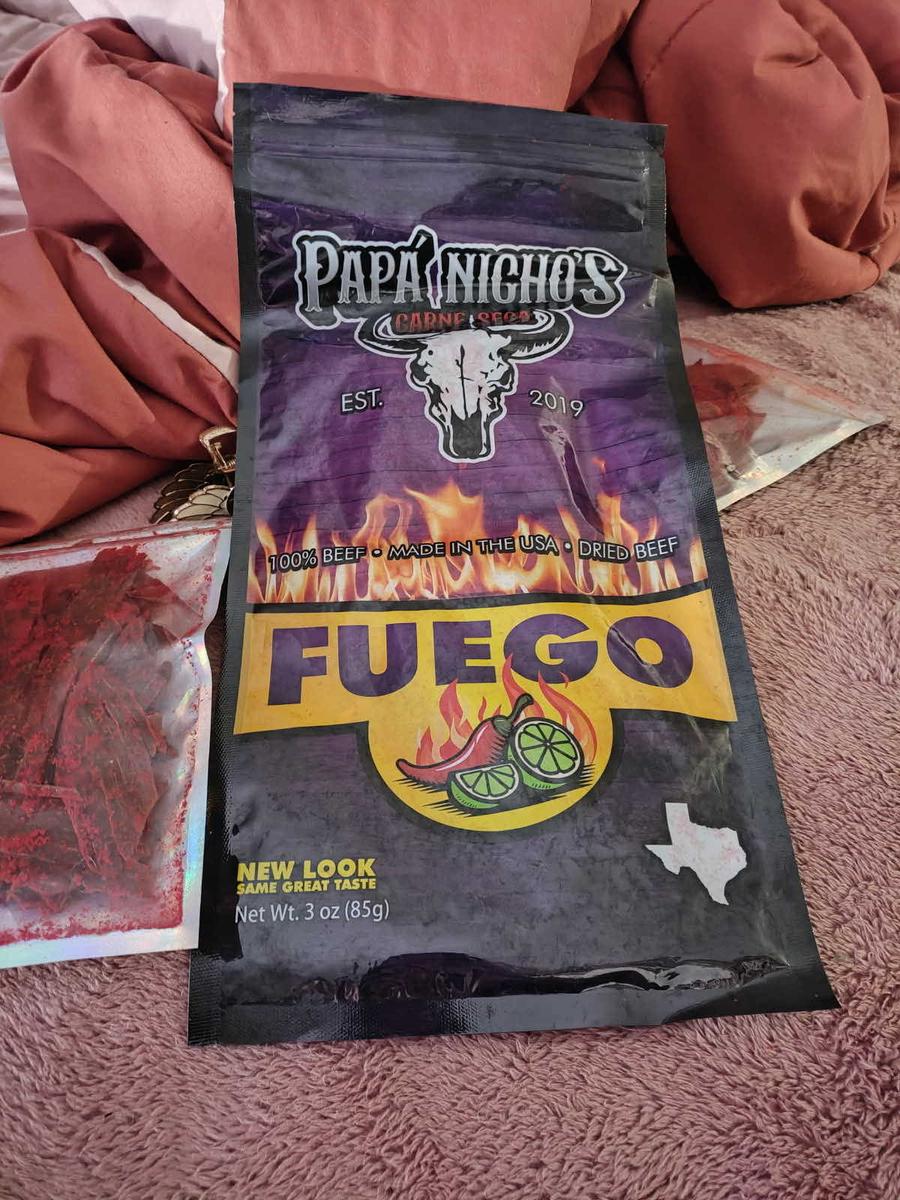 PAPÁ NICHO'S
CARNE SECA
EST. 2019
100% BEEF • MADE IN THE USA • DRIED BEEF
FUEGO
NEW LOOK
SAME GREAT TASTE
Net Wt. 3 oz (85g)